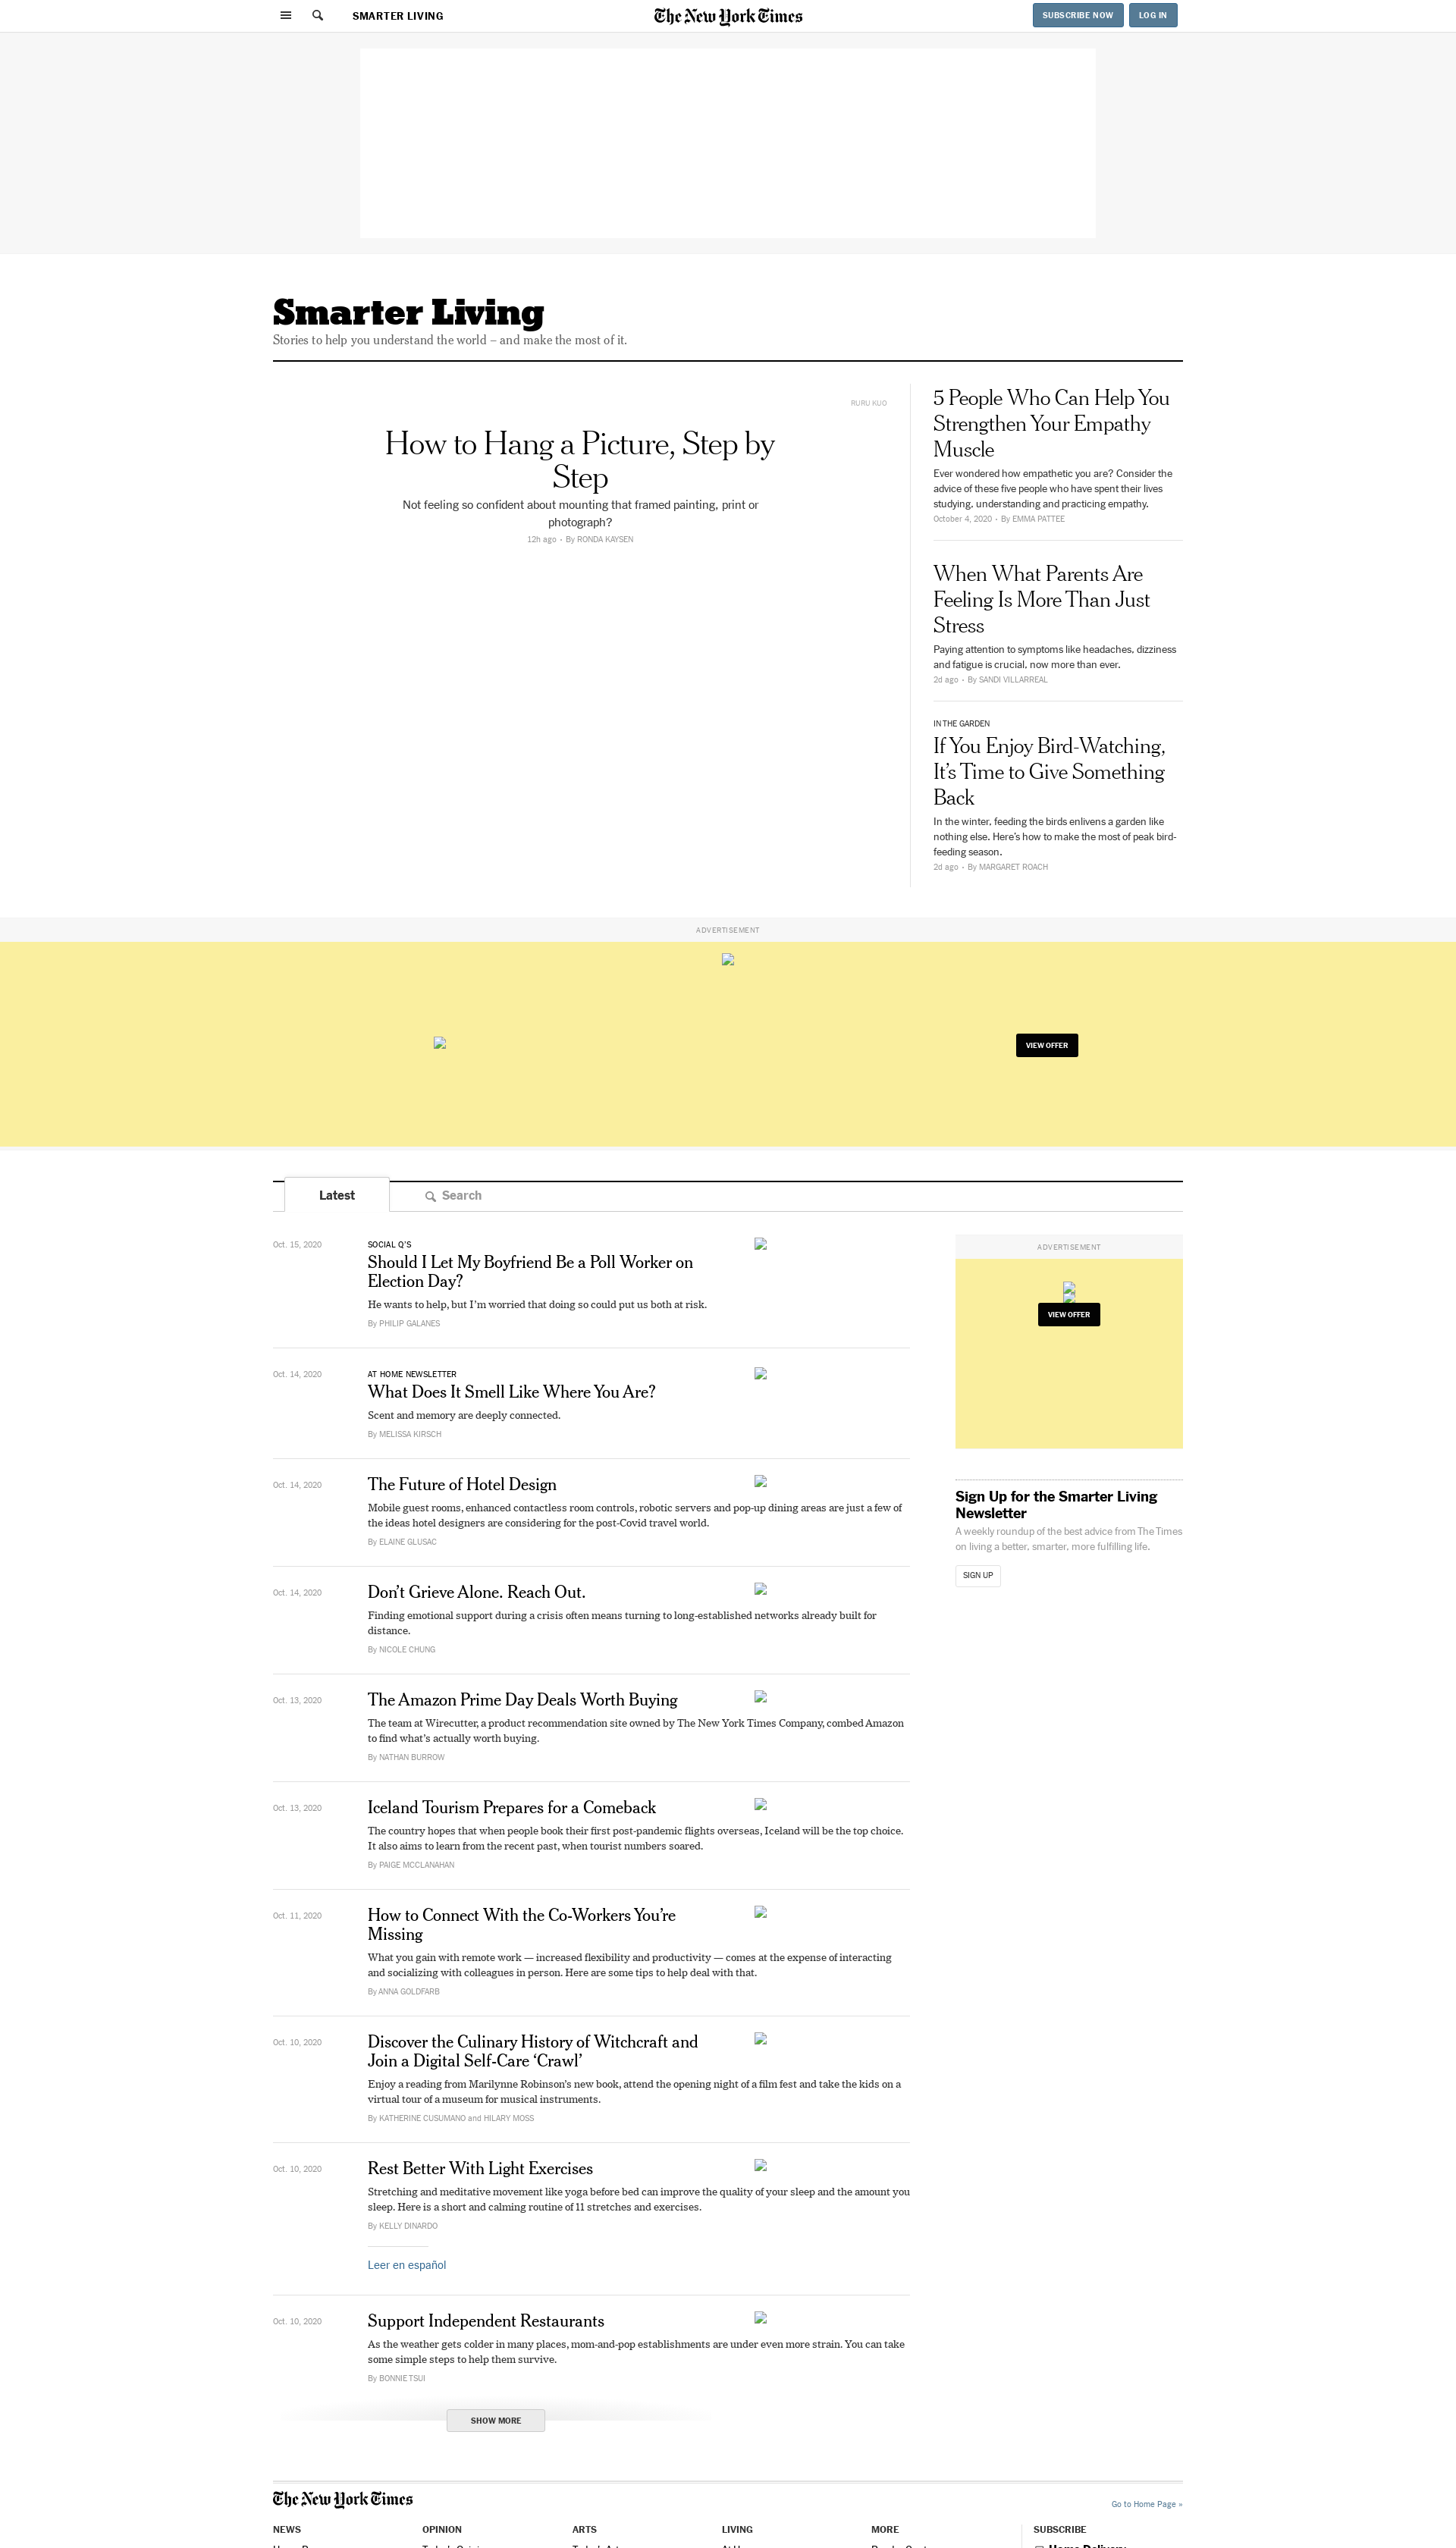 SMARTER LIVING
The New York Times
SUBSCRIBE NOW
LOG IN
Smarter Living
Stories to help you understand the world – and make the most of it.
RURU KUO
How to Hang a Picture, Step by
Step
Not feeling so confident about mounting that framed painting, print or
photograph?
12h ago • By RONDA KAYSEN
5 People Who Can Help You
Strengthen Your Empathy
Muscle
Ever wondered how empathetic you are? Consider the
advice of these five people who have spent their lives
studying, understanding and practicing empathy.
October 4, 2020 • By EMMA PATTEE
When What Parents Are
Feeling Is More Than Just
Stress
Paying attention to symptoms like headaches, dizziness
and fatigue is crucial, now more than ever.
2d ago • By SANDI VILLARREAL
IN THE GARDEN
If You Enjoy Bird-Watching,
It’s Time to Give Something
Back
In the winter, feeding the birds enlivens a garden like
nothing else. Here’s how to make the most of peak bird-
feeding season.
2d ago • By MARGARET ROACH
ADVERTISEMENT
VIEW OFFER
Latest
Search
Oct. 15, 2020
SOCIAL Q’S
Should I Let My Boyfriend Be a Poll Worker on
Election Day?
He wants to help, but I’m worried that doing so could put us both at risk.
By PHILIP GALANES
Oct. 14, 2020
AT HOME NEWSLETTER
What Does It Smell Like Where You Are?
Scent and memory are deeply connected.
By MELISSA KIRSCH
Oct. 14, 2020
The Future of Hotel Design
Mobile guest rooms, enhanced contactless room controls, robotic servers and pop-up dining areas are just a few of
the ideas hotel designers are considering for the post-Covid travel world.
By ELAINE GLUSAC
Oct. 14, 2020
Don’t Grieve Alone. Reach Out.
Finding emotional support during a crisis often means turning to long-established networks already built for
distance.
By NICOLE CHUNG
Oct. 13, 2020
The Amazon Prime Day Deals Worth Buying
The team at Wirecutter, a product recommendation site owned by The New York Times Company, combed Amazon
to find what’s actually worth buying.
By NATHAN BURROW
Oct. 13, 2020
Iceland Tourism Prepares for a Comeback
The country hopes that when people book their first post-pandemic flights overseas, Iceland will be the top choice.
It also aims to learn from the recent past, when tourist numbers soared.
By PAIGE MCCLANAHAN
Oct. 11, 2020
How to Connect With the Co-Workers You’re
Missing
What you gain with remote work — increased flexibility and productivity — comes at the expense of interacting
and socializing with colleagues in person. Here are some tips to help deal with that.
By ANNA GOLDFARB
Oct. 10, 2020
Discover the Culinary History of Witchcraft and
Join a Digital Self-Care ‘Crawl’
Enjoy a reading from Marilynne Robinson’s new book, attend the opening night of a film fest and take the kids on a
virtual tour of a museum for musical instruments.
By KATHERINE CUSUMANO and HILARY MOSS
Oct. 10, 2020
Rest Better With Light Exercises
Stretching and meditative movement like yoga before bed can improve the quality of your sleep and the amount you
sleep. Here is a short and calming routine of 11 stretches and exercises.
By KELLY DINARDO
Leer en español
Oct. 10, 2020
Support Independent Restaurants
As the weather gets colder in many places, mom-and-pop establishments are under even more strain. You can take
some simple steps to help them survive.
By BONNIE TSUI
SHOW MORE
ADVERTISEMENT
VIEW OFFER
Sign Up for the Smarter Living
Newsletter
A weekly roundup of the best advice from The Times
on living a better, smarter, more fulfilling life.
SIGN UP
The New York Times
Go to Home Page »
NEWS
OPINION
ARTS
LIVING
MORE
SUBSCRIBE